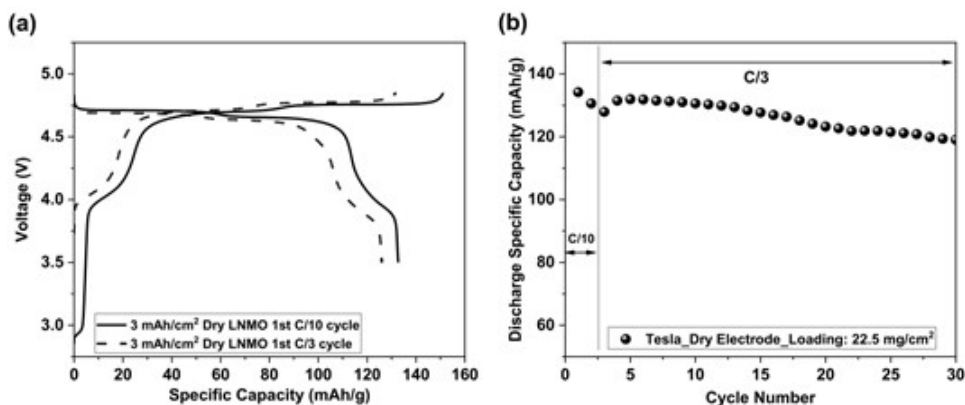 (a)
Voltage (V)
5.0
4.5
4.0
3.5
3.0
3 mAh/cm² Dry LNMO 1st C/10 cycle
3 mAh/cm² Dry LNMO 1st C/3 cycle
0 20 40 60 80 100 120 140 160
Specific Capacity (mAh/g)
(b)
Discharge Specific Capacity (mAh/g)
140
120
100
80
60
C/3
C/10
Tesla_Dry Electrode_Loading: 22.5 mg/cm²
0 5 10 15 20 25 30
Cycle Number